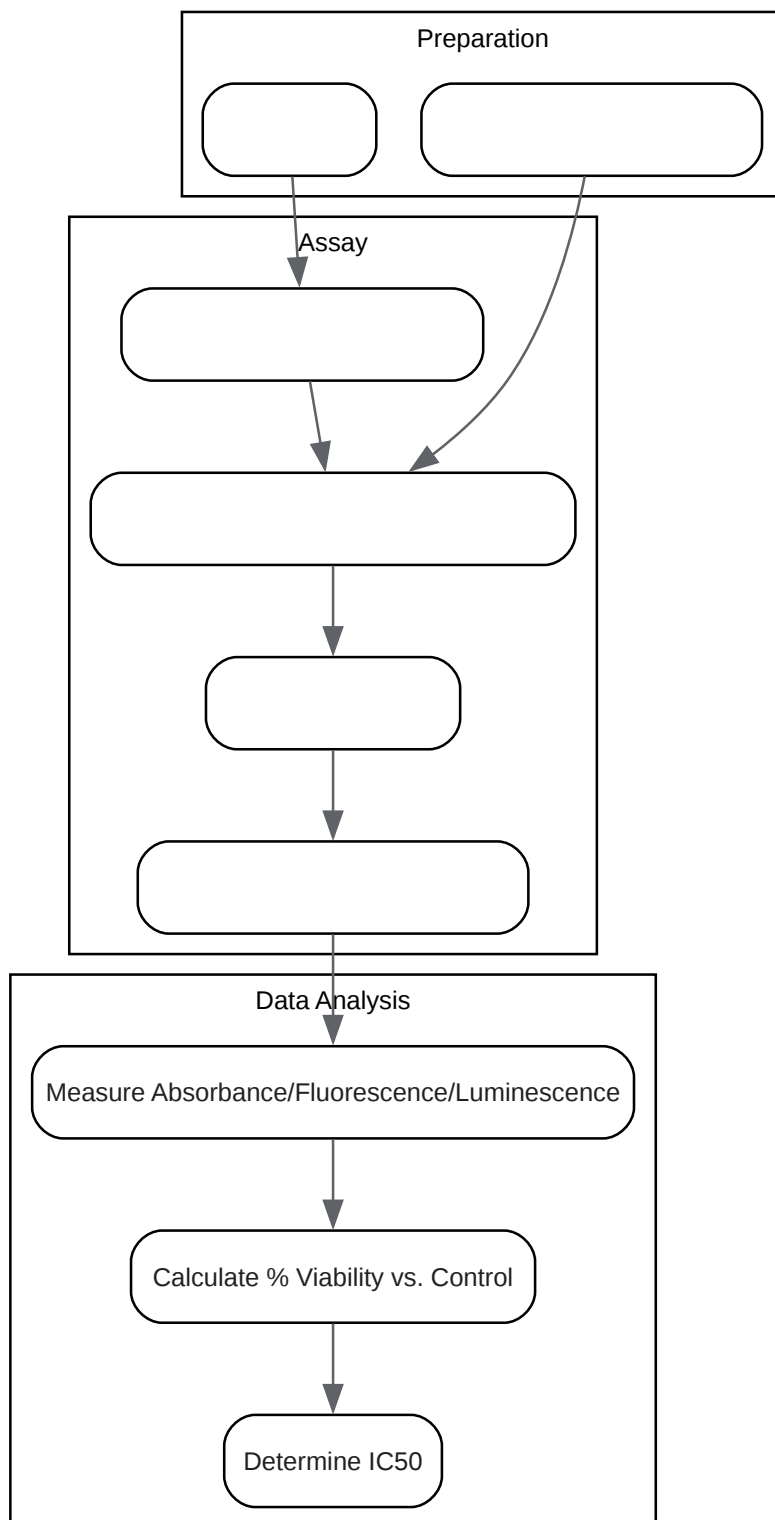 Preparation
Assay
Data Analysis
Measure Absorbance/Fluorescence/Luminescence
Calculate % Viability vs. Control
Determine IC50